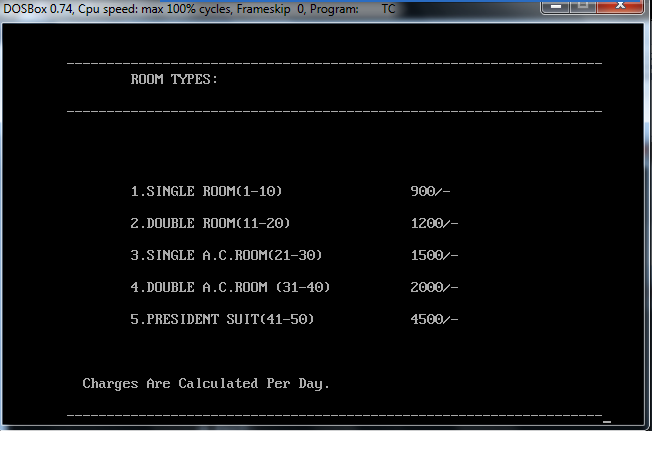 DOSBox 0.74, Cpu speed: max 100% cycles, Frameskip 0, Program: TC
ROOM TYPES:
1.SINGLE ROOM(1-10) 900/-
2.DOUBLE ROOM(11-20) 1200/-
3.SINGLE A.C.ROOM(21-30) 1500/-
4.DOUBLE A.C.ROOM (31-40) 2000/-
5.PRESIDENT SUIT(41-50) 4500/-
Charges Are Calculated Per Day.